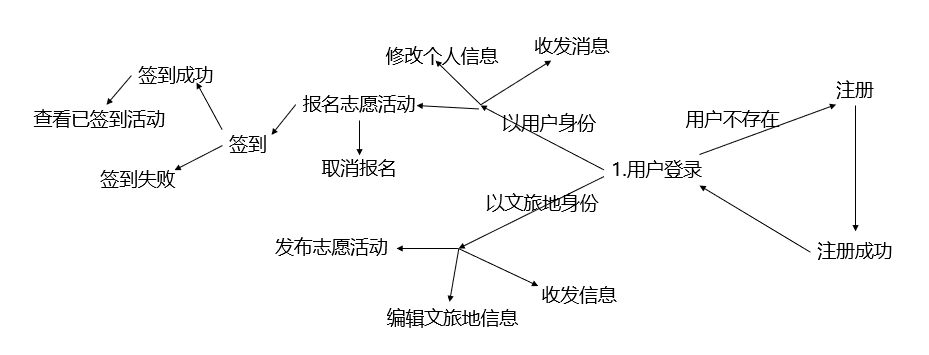 修改个人信息
收发消息
签到成功
报名志愿活动
注册
查看已签到活动
以用户身份
用户不存在
签到
取消报名
1.用户登录
签到失败
以文旅地身份
发布志愿活动
注册成功
收发信息
编辑文旅地信息